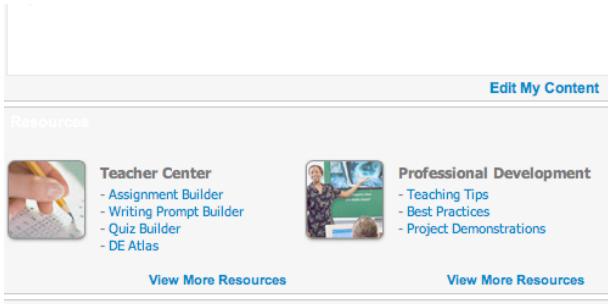 Edit My Content
Resources
Teacher Center
- Assignment Builder
- Writing Prompt Builder
- Quiz Builder
- DE Atlas
View More Resources
Professional Development
- Teaching Tips
- Best Practices
- Project Demonstrations
View More Resources